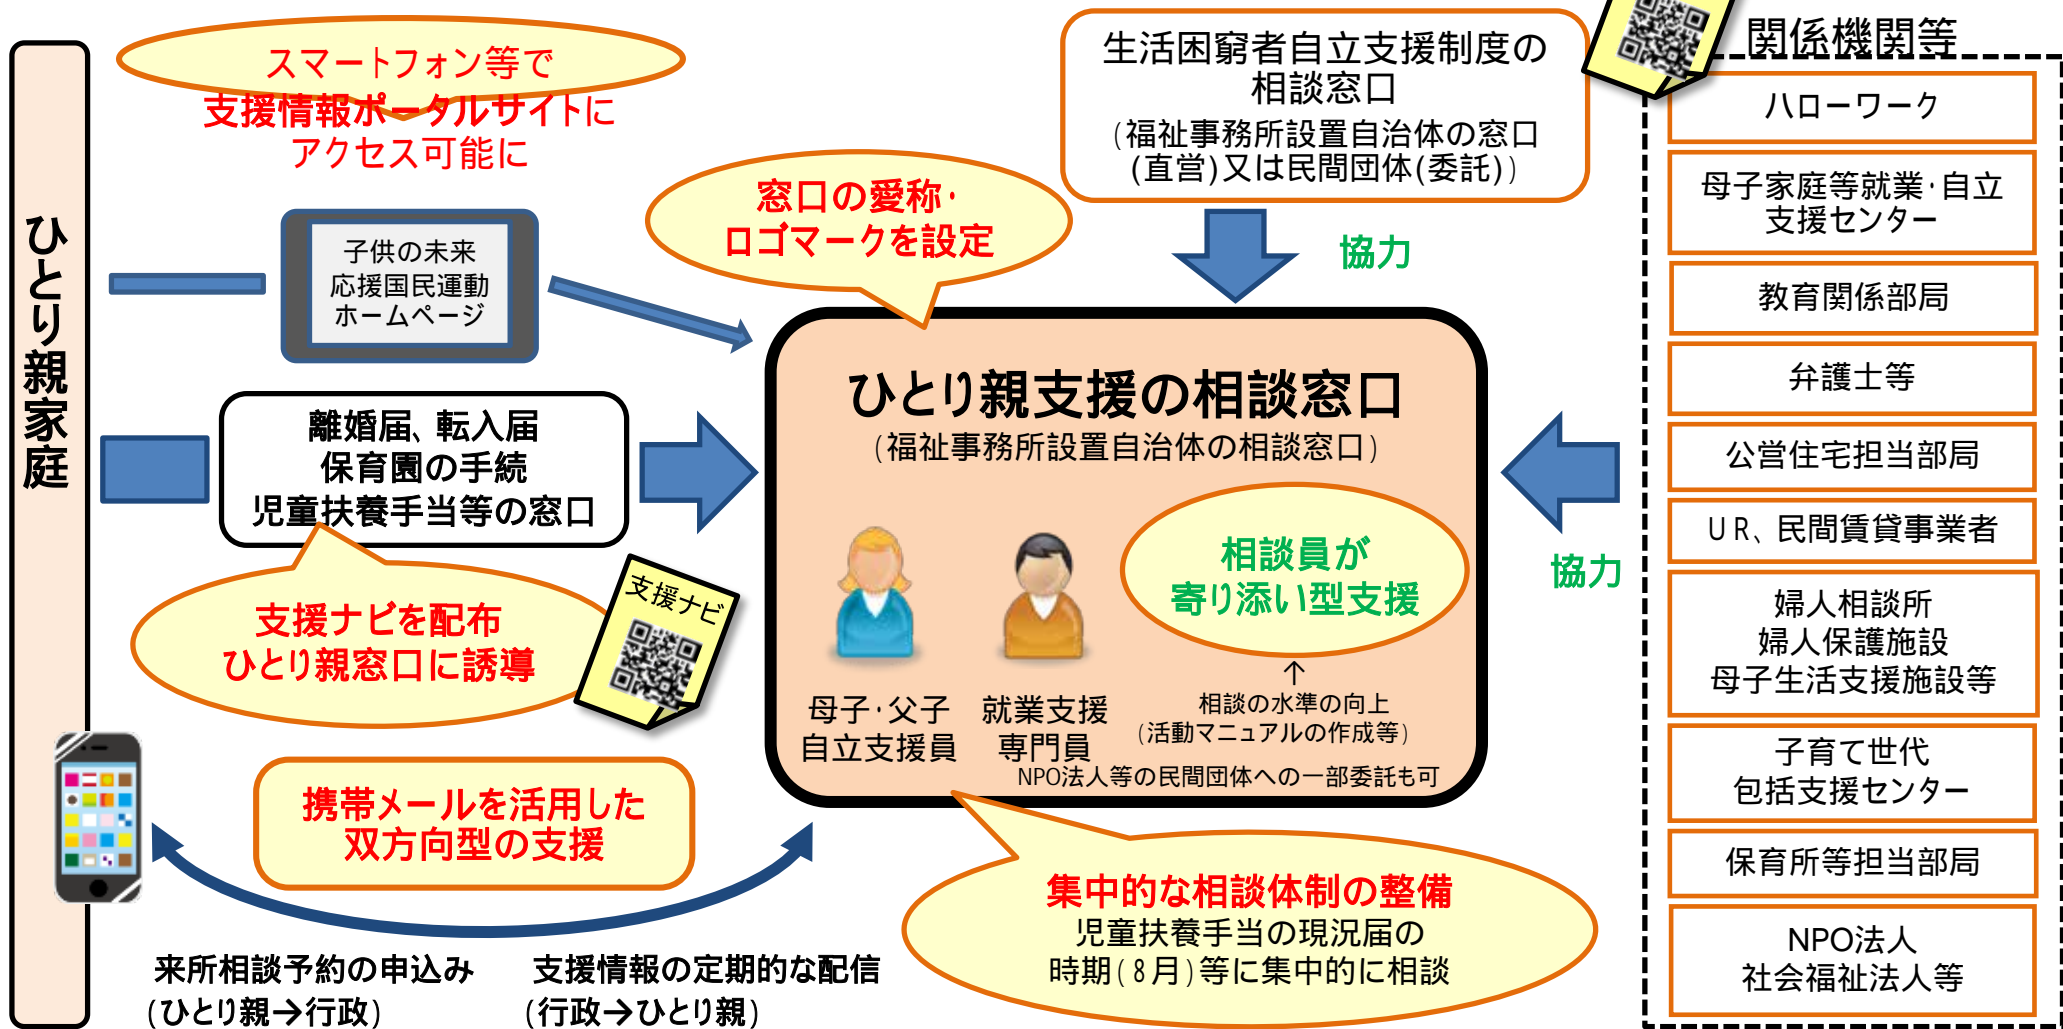 ひとり親家庭
スマートフォン等で
支援情報ポータルサイトに
アクセス可能に
子供の未来
応援国民運動
ホームページ
離婚届、転入届
保育園の手続
児童扶養手当等の窓口
支援ナビを配布
ひとり親窓口に誘導
支援ナビ
携帯メールを活用した
双方向型の支援
来所相談予約の申込み
(ひとり親→行政)
支援情報の定期的な配信
(行政→ひとり親)
窓口の愛称・
ロゴマークを設定
生活困窮者自立支援制度の
相談窓口
(福祉事務所設置自治体の窓口
(直営)又は民間団体(委託))
協力
ひとり親支援の相談窓口
(福祉事務所設置自治体の相談窓口)
相談員が
寄り添い型支援
↑
相談の水準の向上
(活動マニュアルの作成等)
母子・父子
自立支援員
就業支援
専門員
NPO法人等の民間団体への一部委託も可
集中的な相談体制の整備
児童扶養手当の現況届の
時期(8月)等に集中的に相談
協力
関係機関等
ハローワーク
母子家庭等就業・自立
支援センター
教育関係部局
弁護士等
公営住宅担当部局
UR、民間賃貸事業者
婦人相談所
婦人保護施設
母子生活支援施設等
子育て世代
包括支援センター
保育所等担当部局
NPO法人
社会福祉法人等